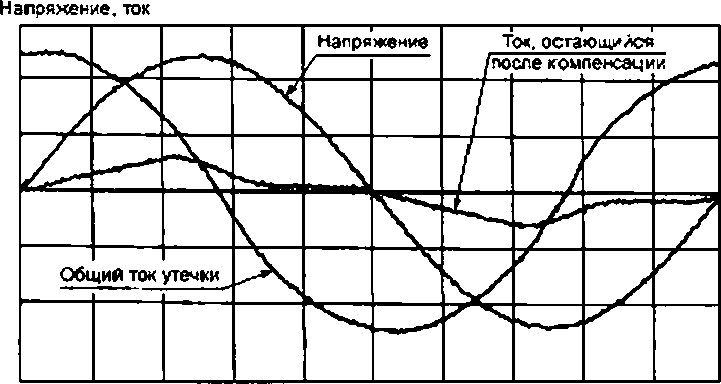 Напряжение, ток
Напряжение
Ток, остающийся
после компенсации
Общий ток утечки